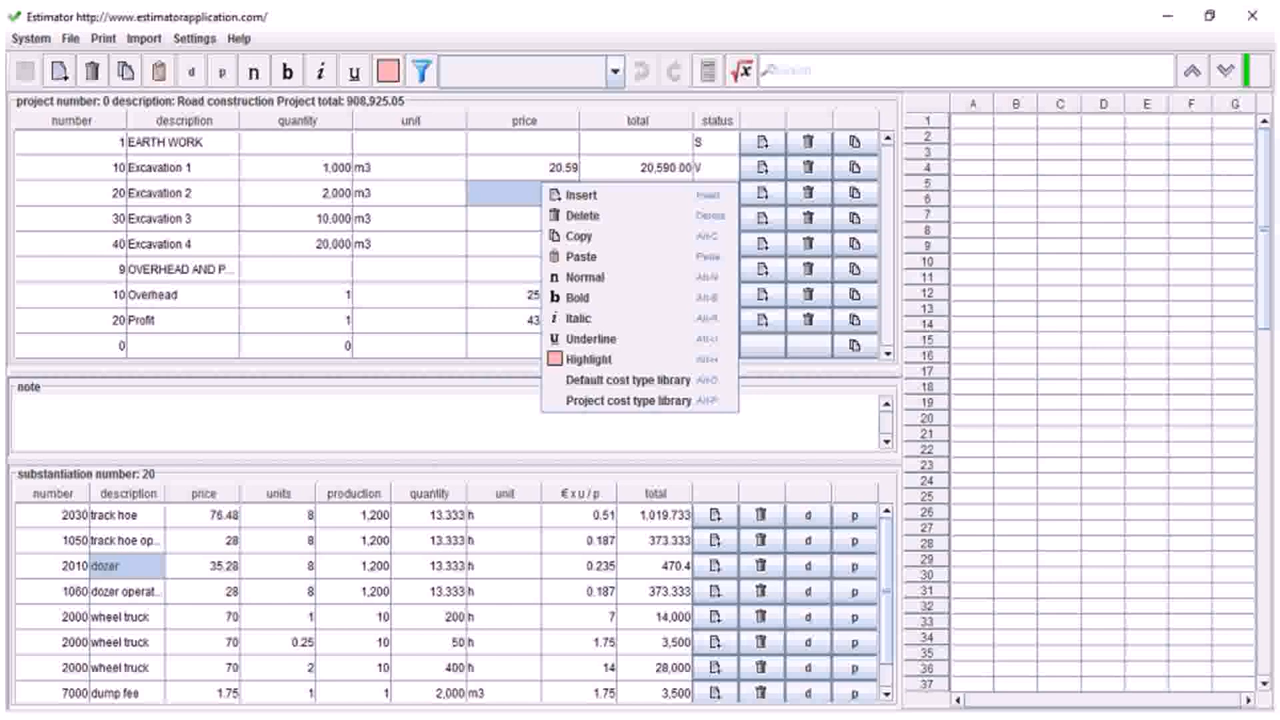 Estimator http://www.estimatorapplication.com/
System File Print Import Settings Help
d p n b i u
project number: 0 description: Road construction Project total: 908,925.05
number description quantity unit price total status
1 EARTH WORK S
10 Excavation 1 1,000 m3 20.59 20,590.00 V
20 Excavation 2 2,000 m3
30 Excavation 3 10,000 m3
40 Excavation 4 20,000 m3
9 OVERHEAD AND P...
10 Overhead 1 25
20 Profit 1 43
0 0
Insert Insert
Delete Delete
Copy Alt-C
Paste Paste
n Normal Alt-N
b Bold Alt-B
i Italic
u Underline Alt-U
Highlight Alt-H
Default cost type library Alt-D
Project cost type library Alt-P
note
substantiation number: 20
number description price units production quantity unit € x u / p total
2030 track hoe 76.48 8 1,200 13.333 h 0.51 1,019.733 d p
1050 track hoe op... 28 8 1,200 13.333 h 0.187 373.333 d p
2010 dozer 35.28 8 1,200 13.333 h 0.235 470.4 d p
1060 dozer operat... 28 8 1,200 13.333 h 0.187 373.333 d p
2000 wheel truck 70 1 10 200 h 7 14,000 d p
2000 wheel truck 70 0.25 10 50 h 1.75 3,500 d p
2000 wheel truck 70 2 10 400 h 14 28,000 d p
7000 dump fee 1.75 1 1 2,000 m3 1.75 3,500 d p
A B C D E F G
1
2
3
4
5
6
7
8
9
10
11
12
13
14
15
16
17
18
19
20
21
22
23
24
25
26
27
28
29
30
31
32
33
34
35
36
37